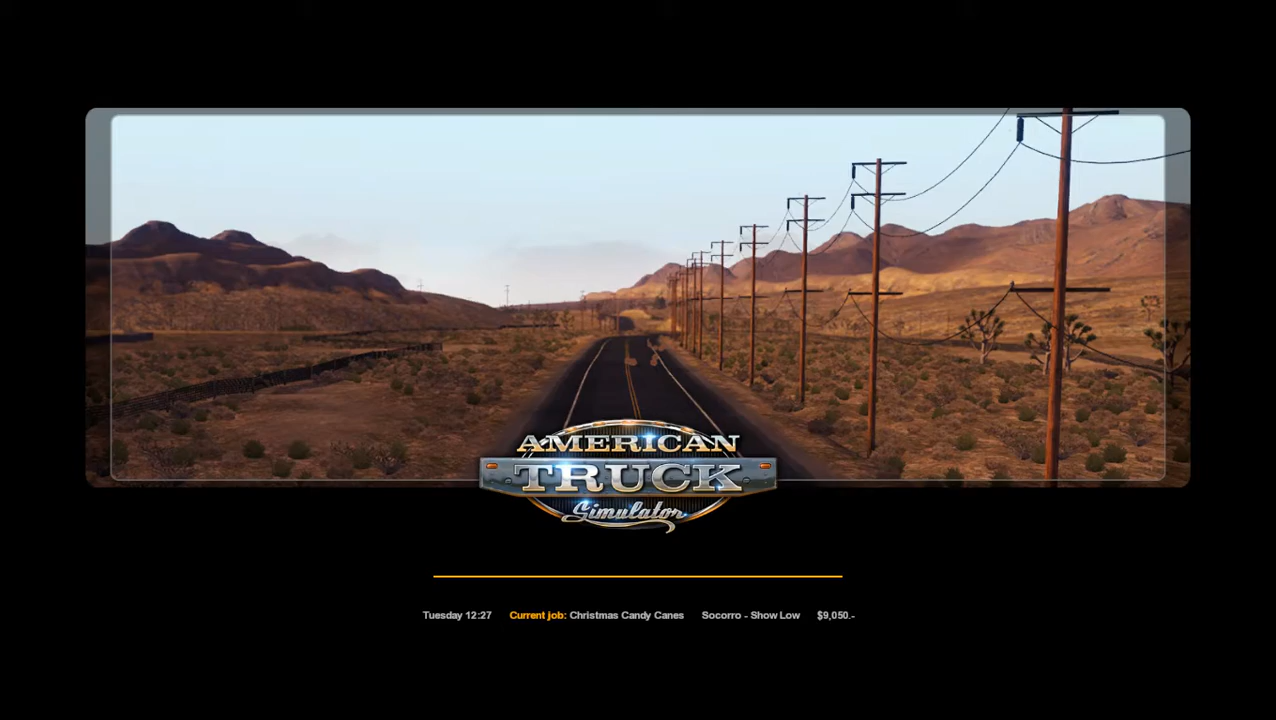 AMERICAN
TRUCK
Simulator
Tuesday 12:27 Current job: Christmas Candy Canes Socorro - Show Low $9,050.-